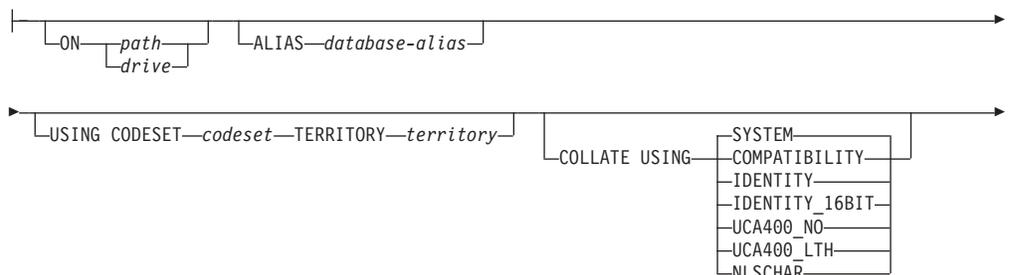 ON path
drive
ALIAS database-alias
USING CODESET codeset TERRITORY territory
COLLATE USING
SYSTEM
COMPATIBILITY
IDENTITY
IDENTITY_16BIT
UCA400_NO
UCA400_LTH
NLSCHAR